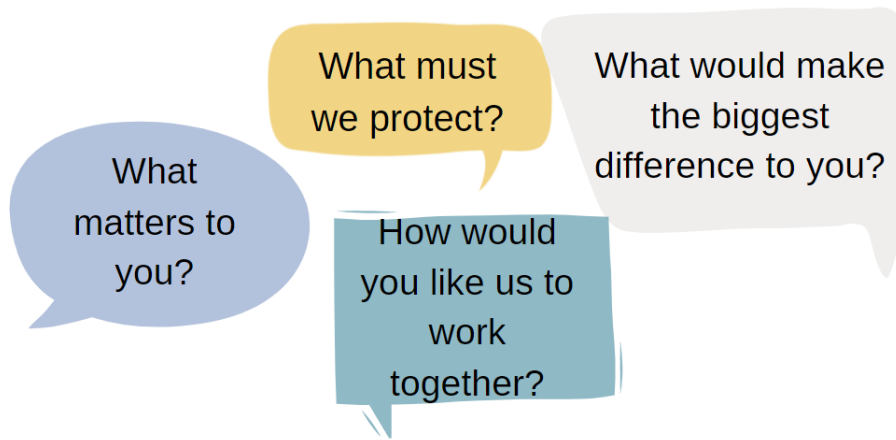 What
matters to
you?
What must
we protect?
How would
you like us to
work
together?
What would make
the biggest
difference to you?